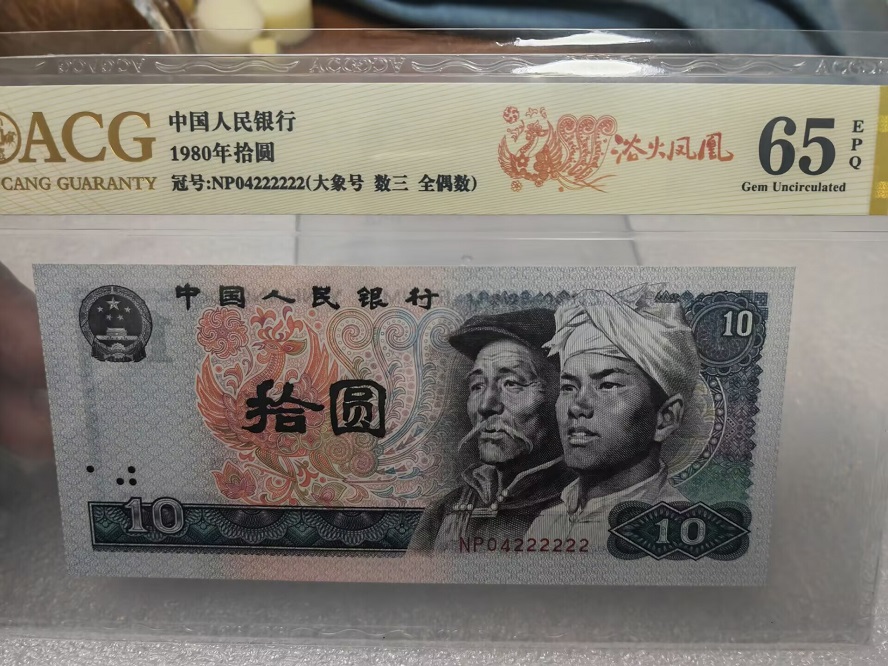 ACG
CANG GUARANTY
中国人民银行
1980年拾圆
冠号:NP04222222(大象号 数三 全偶数)
浴火凤凰
65
EPQ
Gem Uncirculated
中国人民银行
10
拾圆
10
NP04222222
10